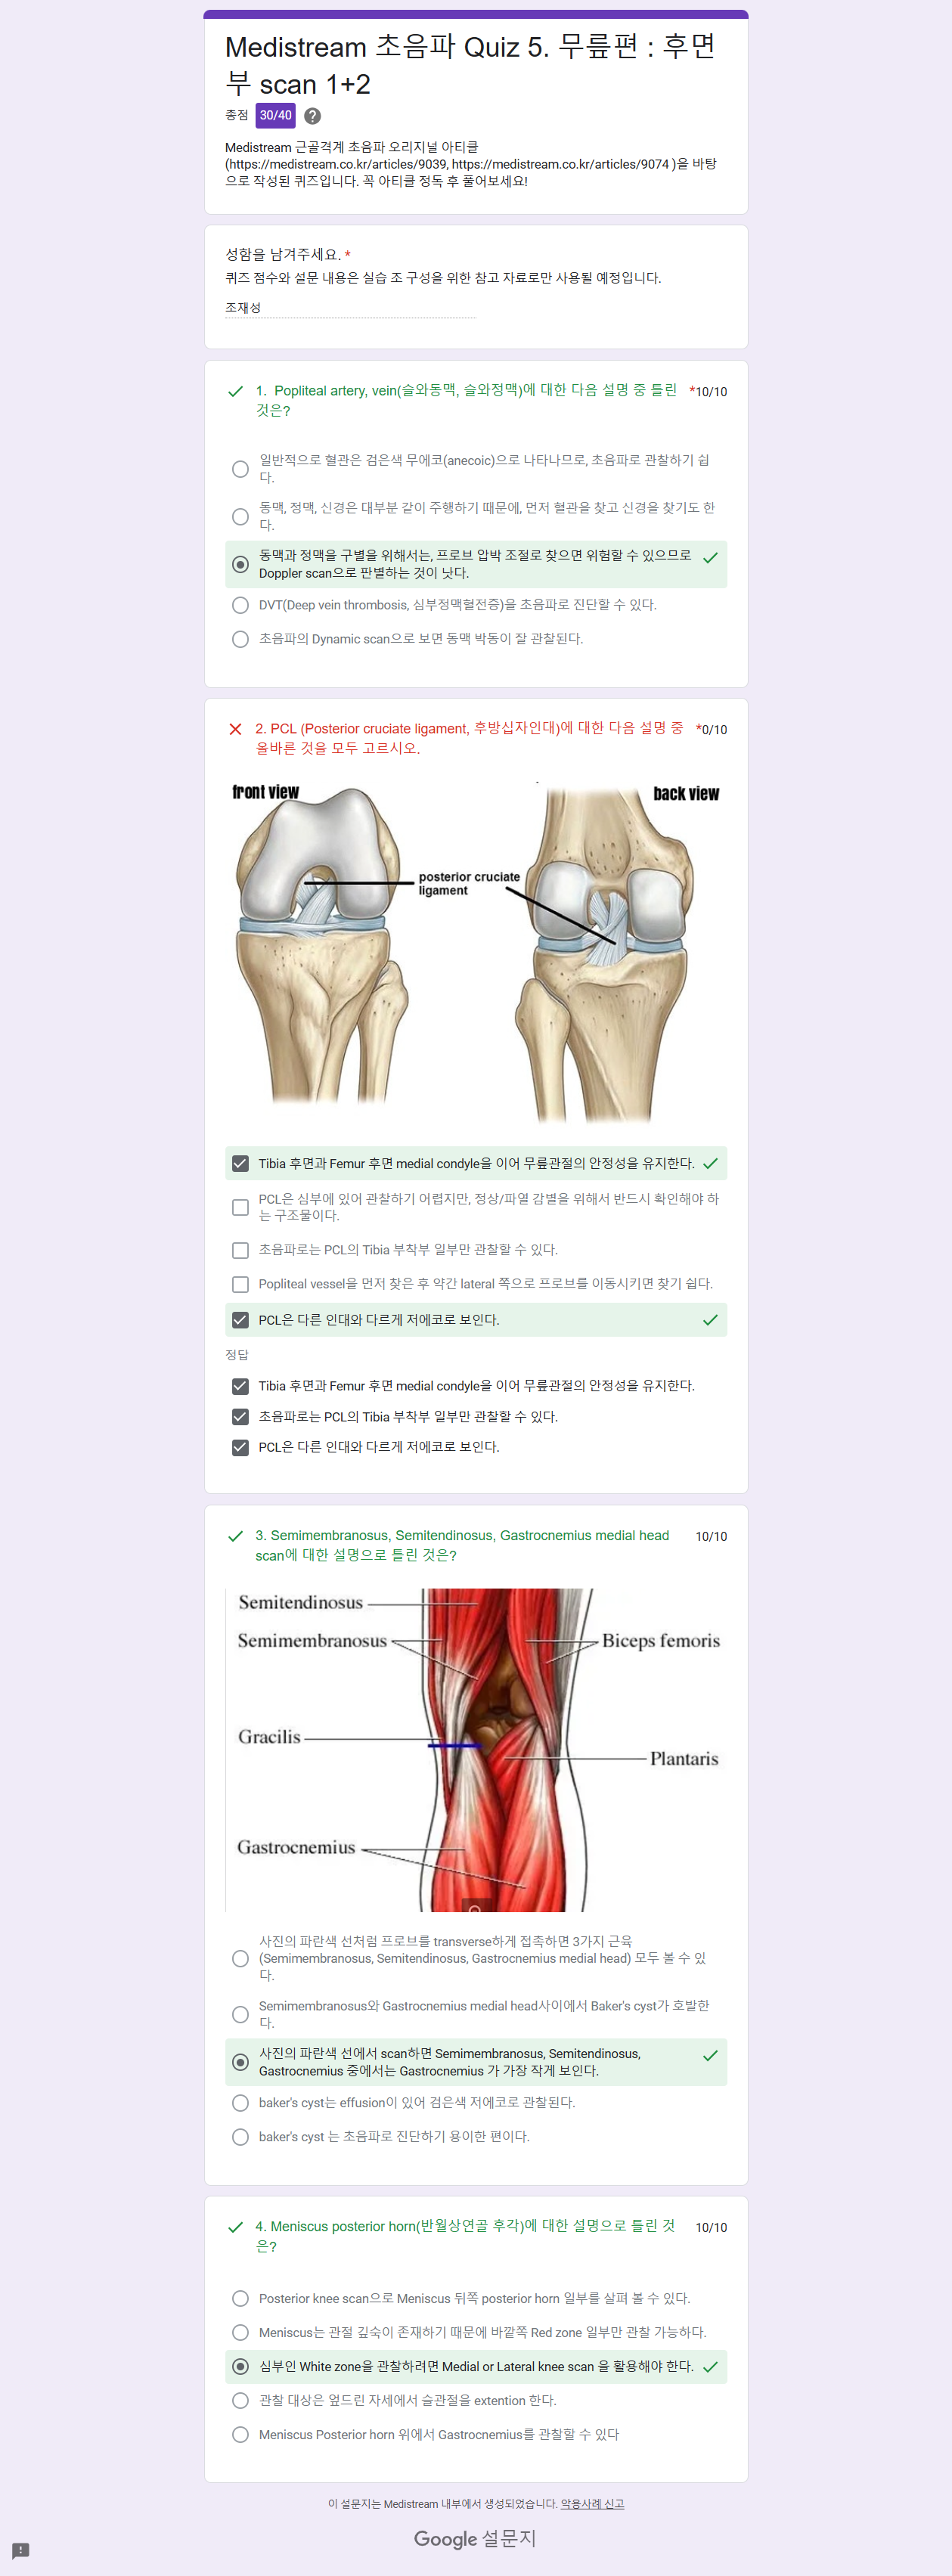 Medistream 초음파 Quiz 5. 무릎편 : 후면
부 scan 1+2
총점 30/40 ?
Medistream 근골격계 초음파 오리지널 아티클
(https://medistream.co.kr/articles/9039, https://medistream.co.kr/articles/9074 )을 바탕
으로 작성된 퀴즈입니다. 꼭 아티클 정독 후 풀어보세요!
성함을 남겨주세요. *
퀴즈 점수와 설문 내용은 실습 조 구성을 위한 참고 자료로만 사용될 예정입니다.
조재성
1. Popliteal artery, vein(슬와동맥, 슬와정맥)에 대한 다음 설명 중 틀린 *10/10
것은?
일반적으로 혈관은 검은색 무에코(anecoic)으로 나타나므로, 초음파로 관찰하기 쉽
다.
동맥, 정맥, 신경은 대부분 같이 주행하기 때문에, 먼저 혈관을 찾고 신경을 찾기도 한
다.
동맥과 정맥을 구별을 위해서는, 프로브 압박 조절로 찾으면 위험할 수 있으므로
Doppler scan으로 판별하는 것이 낫다.
DVT(Deep vein thrombosis, 심부정맥혈전증)을 초음파로 진단할 수 있다.
초음파의 Dynamic scan으로 보면 동맥 박동이 잘 관찰된다.
2. PCL (Posterior cruciate ligament, 후방십자인대)에 대한 다음 설명 중 *0/10
올바른 것을 모두 고르시오.
front view
back view
posterior cruciate
ligament
Tibia 후면과 Femur 후면 medial condyle을 이어 무릎관절의 안정성을 유지한다.
PCL은 심부에 있어 관찰하기 어렵지만, 정상/파열 감별을 위해서 반드시 확인해야 하
는 구조물이다.
초음파로는 PCL의 Tibia 부착부 일부만 관찰할 수 있다.
Popliteal vessel을 먼저 찾은 후 약간 lateral 쪽으로 프로브를 이동시키면 찾기 쉽다.
PCL은 다른 인대와 다르게 저에코로 보인다.
정답
Tibia 후면과 Femur 후면 medial condyle을 이어 무릎관절의 안정성을 유지한다.
초음파로는 PCL의 Tibia 부착부 일부만 관찰할 수 있다.
PCL은 다른 인대와 다르게 저에코로 보인다.
3. Semimembranosus, Semitendinosus, Gastrocnemius medial head 10/10
scan에 대한 설명으로 틀린 것은?
Semitendinosus
Semimembranosus
Biceps femoris
Gracilis
Plantaris
Gastrocnemius
사진의 파란색 선처럼 프로브를 transverse하게 접촉하면 3가지 근육
(Semimembranosus, Semitendinosus, Gastrocnemius medial head) 모두 볼 수 있
다.
Semimembranosus와 Gastrocnemius medial head사이에서 Baker's cyst가 호발한
다.
사진의 파란색 선에서 scan하면 Semimembranosus, Semitendinosus,
Gastrocnemius 중에서는 Gastrocnemius 가 가장 작게 보인다.
baker's cyst는 effusion이 있어 검은색 저에코로 관찰된다.
baker's cyst 는 초음파로 진단하기 용이한 편이다.
4. Meniscus posterior horn(반월상연골 후각)에 대한 설명으로 틀린 것 10/10
은?
Posterior knee scan으로 Meniscus 뒤쪽 posterior horn 일부를 살펴 볼 수 있다.
Meniscus는 관절 깊숙이 존재하기 때문에 바깥쪽 Red zone 일부만 관찰 가능하다.
심부인 White zone을 관찰하려면 Medial or Lateral knee scan 을 활용해야 한다.
관찰 대상은 엎드린 자세에서 슬관절을 extention 한다.
Meniscus Posterior horn 위에서 Gastrocnemius를 관찰할 수 있다
이 설문지는 Medistream 내부에서 생성되었습니다. 악용사례 신고
Google 설문지